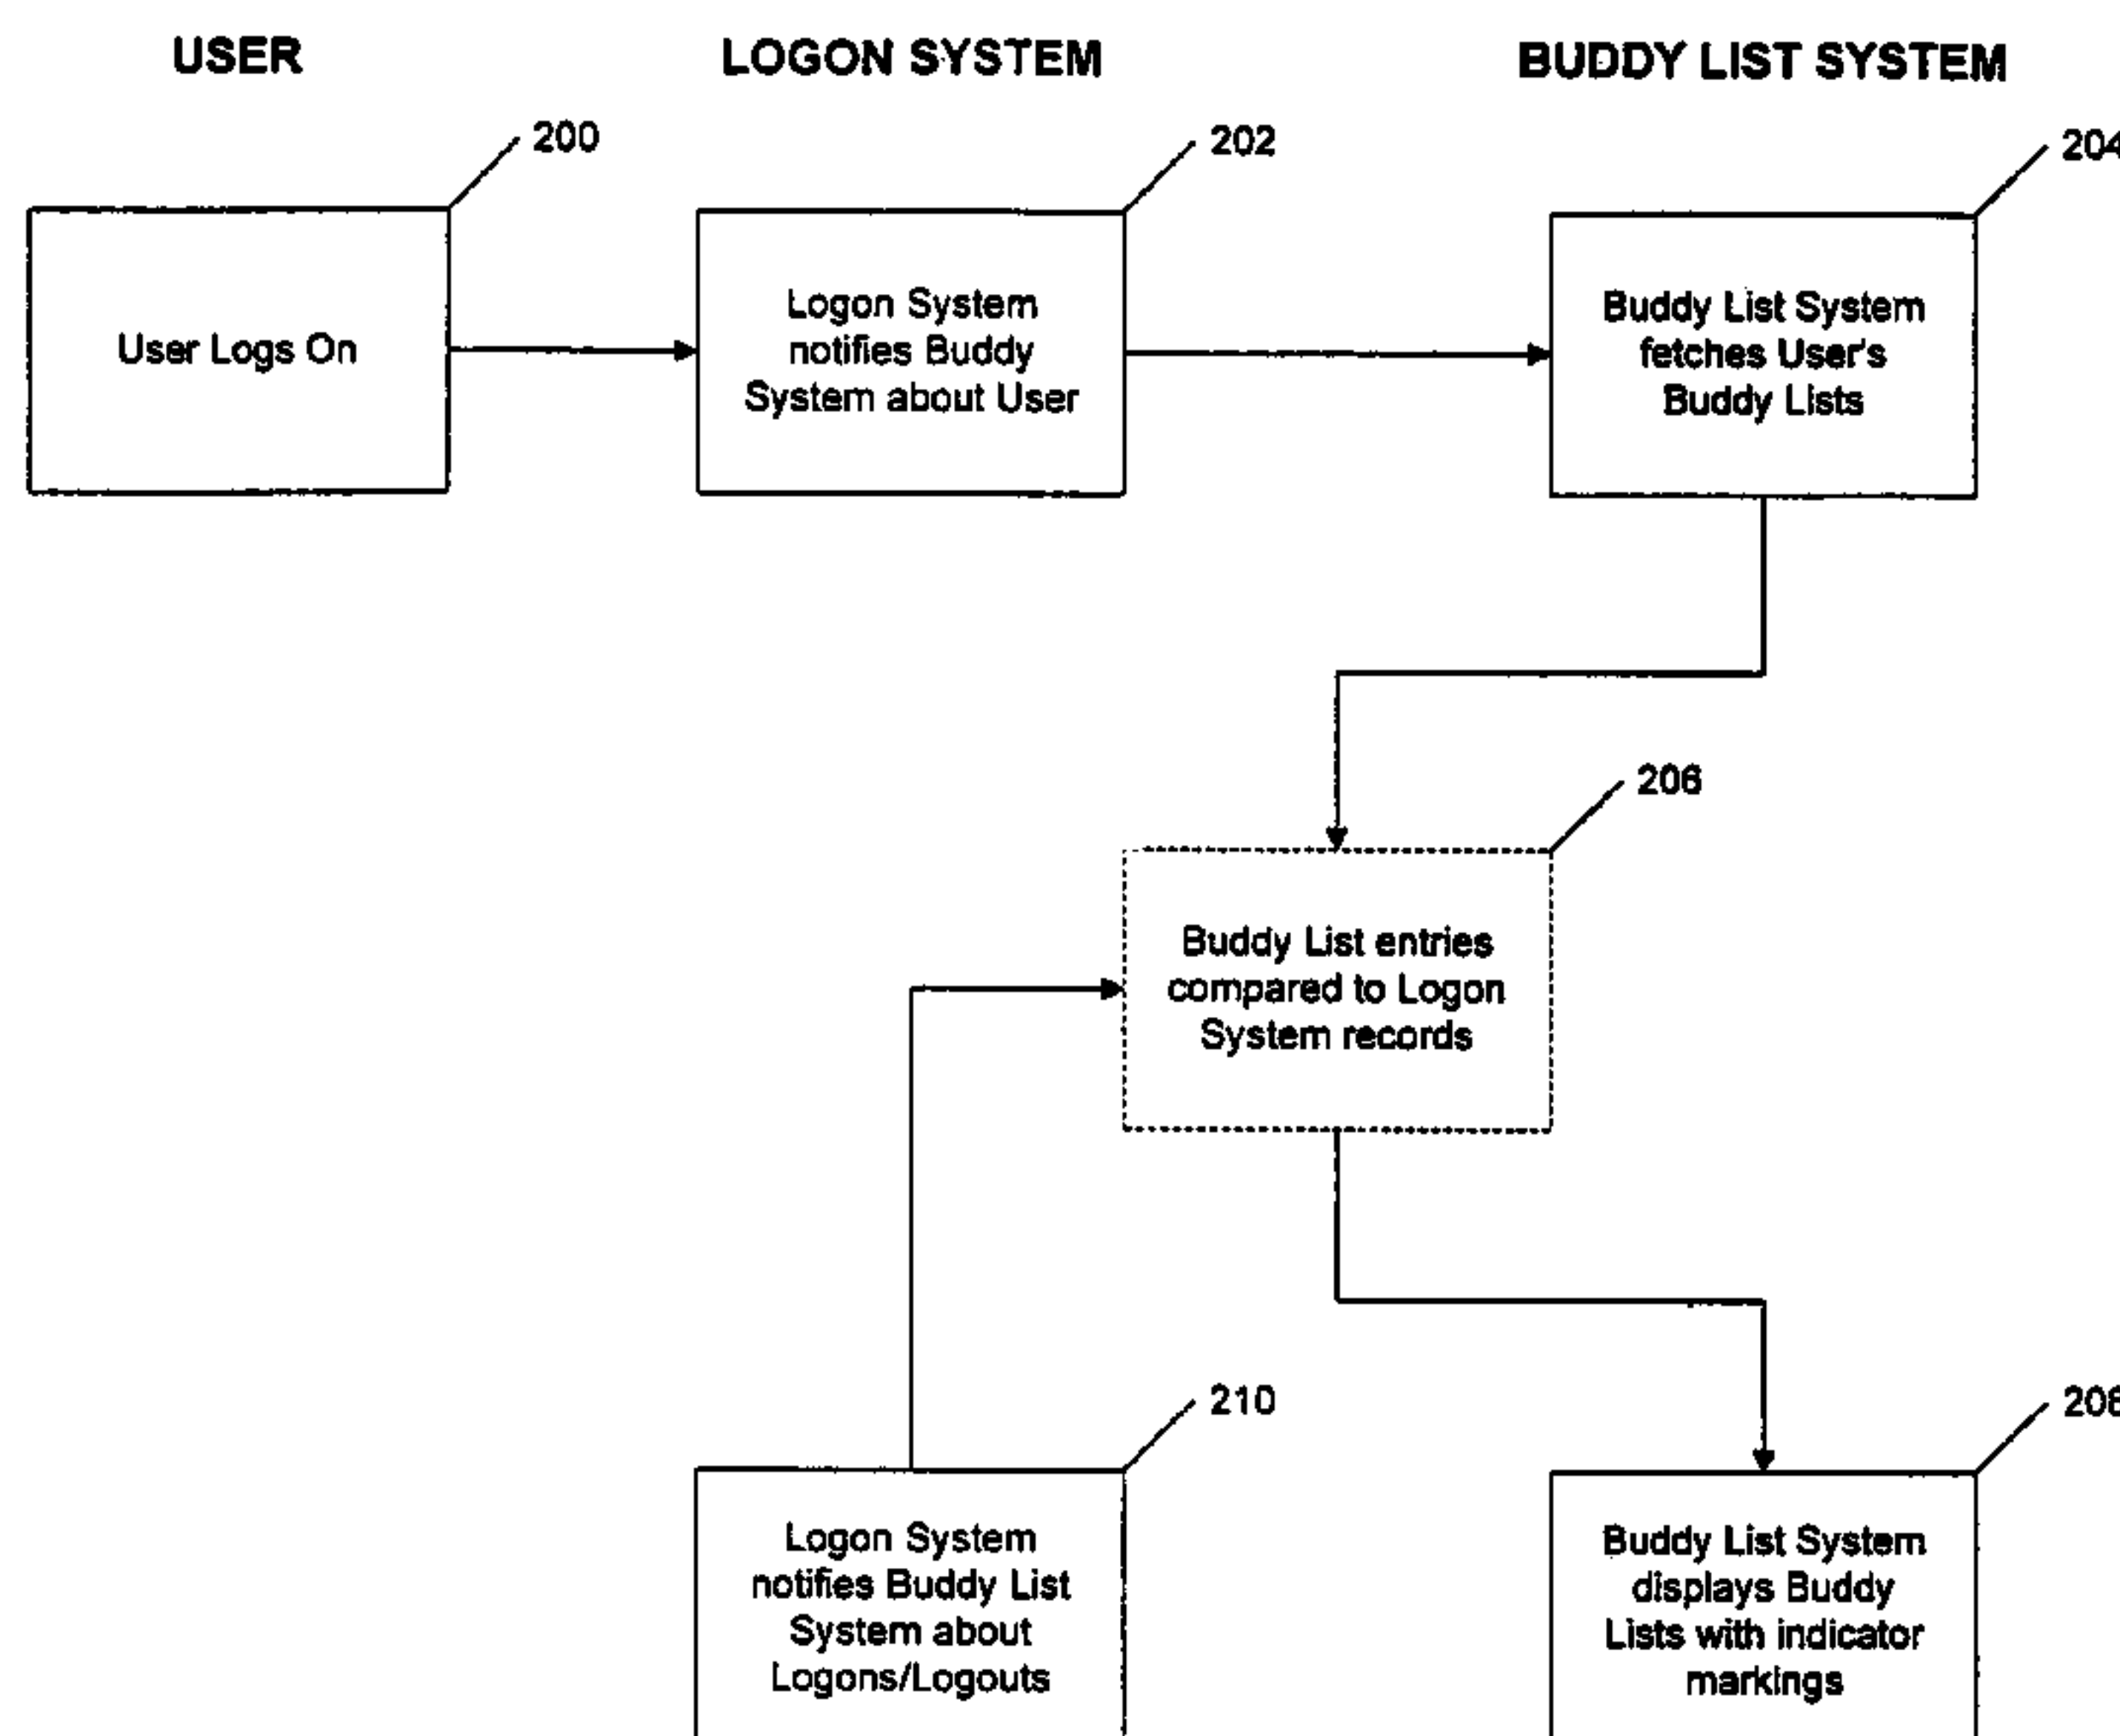 USER
LOGON SYSTEM
BUDDY LIST SYSTEM
200
202
204
User Logs On
Logon System
notifies Buddy
System about User
Buddy List System
fetches User's
Buddy Lists
206
Buddy List entries
compared to Logon
System records
210
208
Logon System
notifies Buddy List
System about
Logons/Logouts
Buddy List System
displays Buddy
Lists with indicator
markings